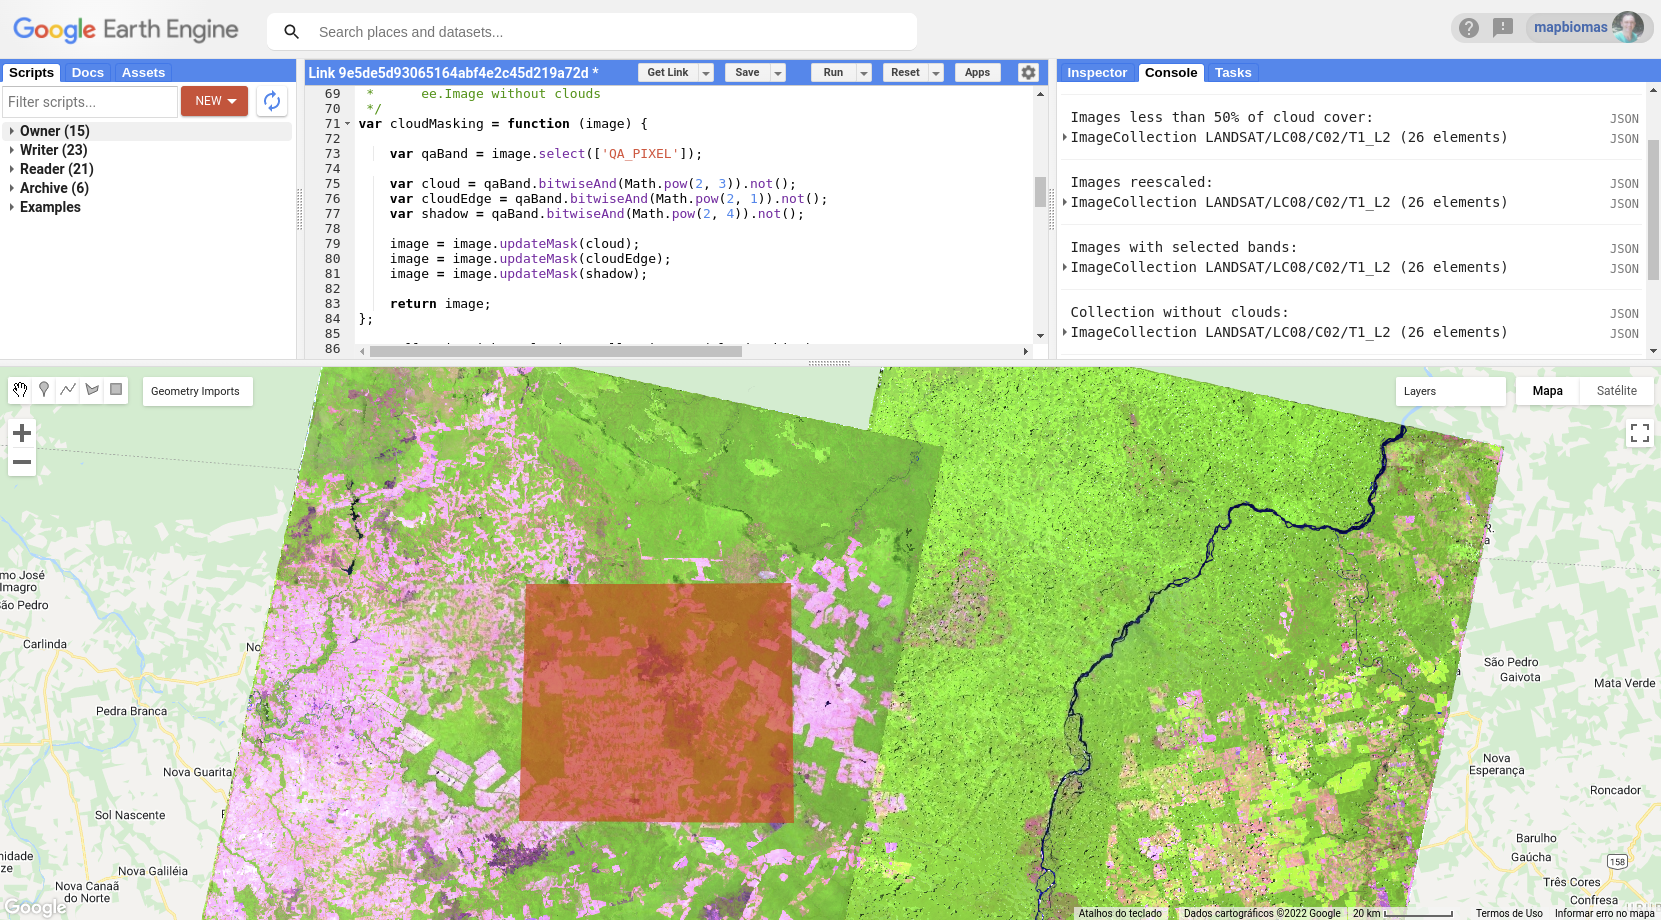 Google Earth Engine
Search places and datasets...
mapbiomas
Scripts Docs Assets
Filter scripts...
NEW
Owner (15)
Writer (23)
Reader (21)
Archive (6)
Examples
Link 9e5de5d93065164abf4e2c45d219a72d *
Get Link Save Run Reset Apps
69 * ee.Image without clouds
70 */
71 var cloudMasking = function (image) {
72
73 var qaBand = image.select(['QA_PIXEL']);
74
75 var cloud = qaBand.bitwiseAnd(Math.pow(2, 3)).not();
76 var cloudEdge = qaBand.bitwiseAnd(Math.pow(2, 1)).not();
77 var shadow = qaBand.bitwiseAnd(Math.pow(2, 4)).not();
78
79 image = image.updateMask(cloud);
80 image = image.updateMask(cloudEdge);
81 image = image.updateMask(shadow);
82
83 return image;
84 };
85
86
Inspector Console Tasks
Images less than 50% of cloud cover: JSON
ImageCollection LANDSAT/LC08/C02/T1_L2 (26 elements) JSON
Images reescaled: JSON
ImageCollection LANDSAT/LC08/C02/T1_L2 (26 elements) JSON
Images with selected bands: JSON
ImageCollection LANDSAT/LC08/C02/T1_L2 (26 elements) JSON
Collection without clouds: JSON
ImageCollection LANDSAT/LC08/C02/T1_L2 (26 elements) JSON
Geometry Imports
Layers
Mapa Satélite
R.
a
mo José
Imagro
São Pedro
Carlinda
No
Pedra Branca
Nova Guarita
Sol Nascente
nidade
ze
Nova Galiléia
Nova Canaã
do Norte
São Pedro
Gaivota
Mata Verde
Nova
Esperança
Roncador
Barulho
Gaúcha
158
Três Cores
Confresa
Google
Atalhos do teclado Dados cartográficos ©2022 Google 20 km Termos de Uso Informar erro no mapa